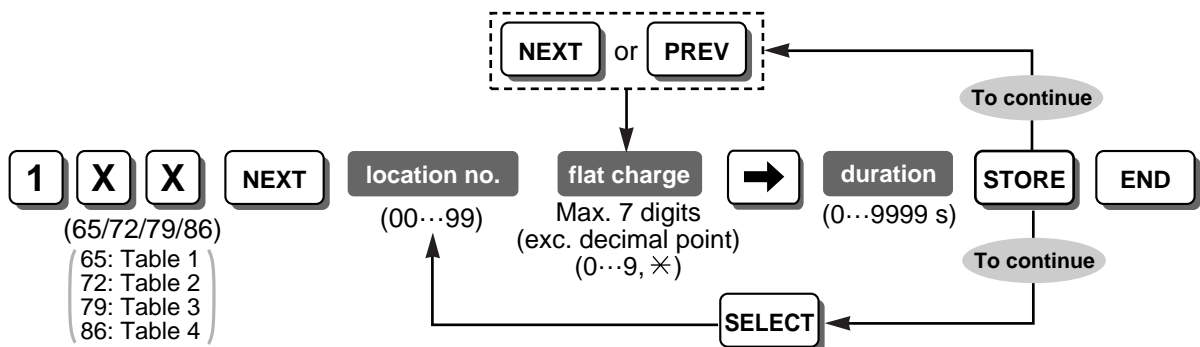 NEXT or PREV
To continue
1 X X NEXT location no. flat charge ➡ duration STORE END
(65/72/79/86)
65: Table 1
72: Table 2
79: Table 3
86: Table 4
(00···99)
Max. 7 digits
(exc. decimal point)
(0···9, ✳)
(0···9999 s)
To continue
SELECT